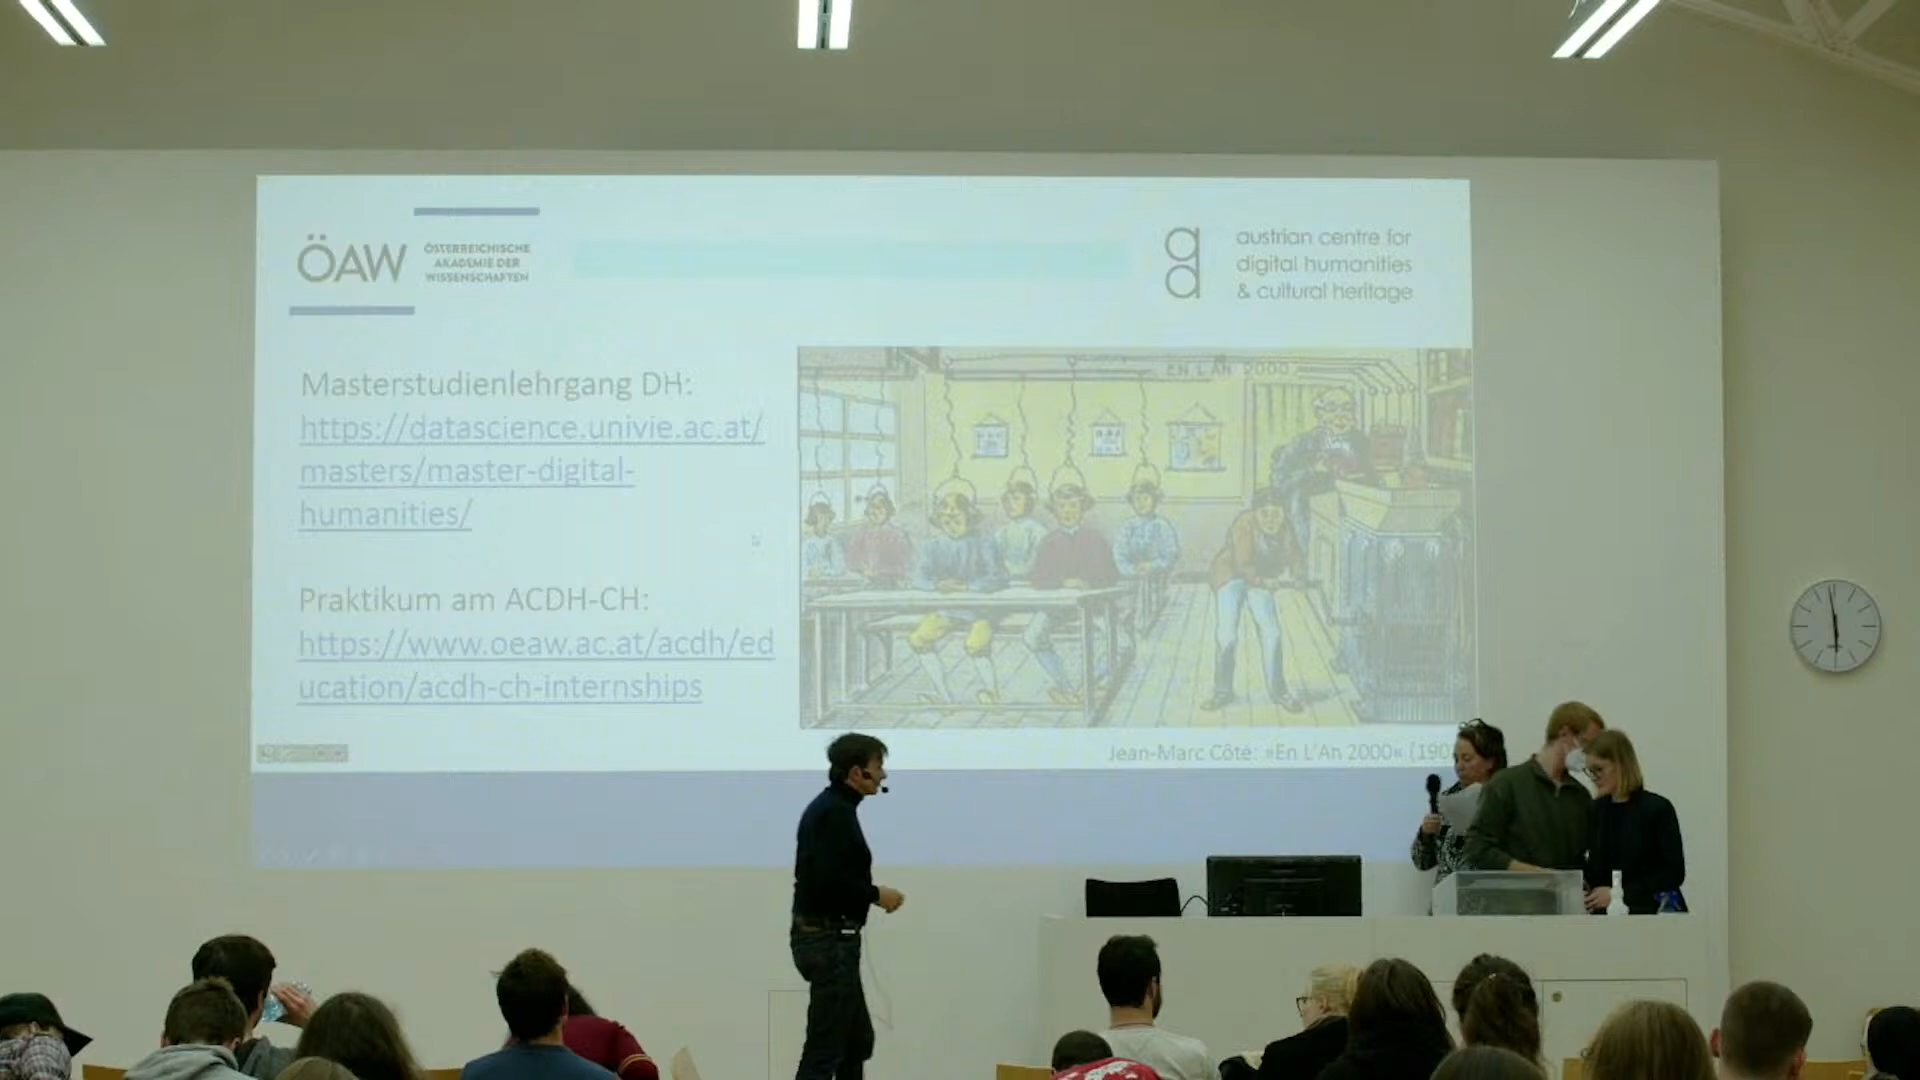 ÖAW
ÖSTERREICHISCHE
AKADEMIE DER
WISSENSCHAFTEN
austrian centre for
digital humanities
& cultural heritage
Masterstudienlehrgang DH:
https://datascience.univie.ac.at/
masters/master-digital-
humanities/
Praktikum am ACDH-CH:
https://www.oeaw.ac.at/acdh/ed
ucation/acdh-ch-internships
EN L'AN 2000
Jean-Marc Côté: »En L’An 2000« (190